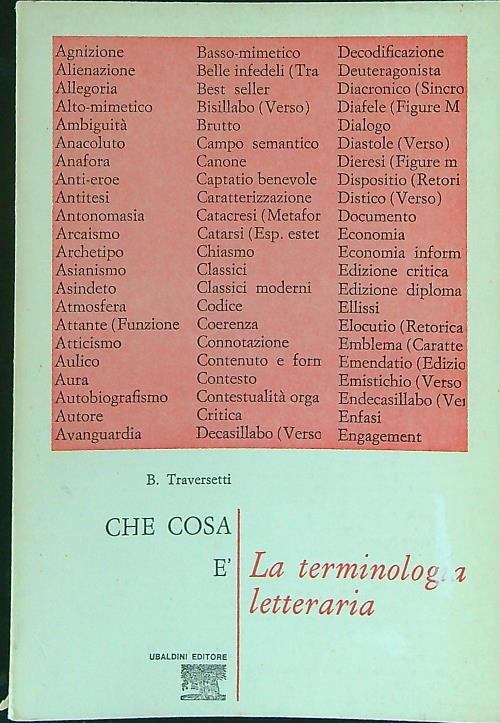 Agnizione
Alienazione
Allegoria
Alto-mimetico
Ambiguità
Anacoluto
Anafora
Anti-eroe
Antitesi
Antonomasia
Arcaismo
Archetipo
Asianismo
Asindeto
Atmosfera
Attante (Funzione
Atticismo
Aulico
Aura
Autobiografismo
Autore
Avanguardia
Basso-mimetico
Belle infedeli (Tra
Best seller
Bisillabo (Verso)
Brutto
Campo semantico
Canone
Captatio benevole
Caratterizzazione
Catacresi (Metafor
Catarsi (Esp. estet
Chiasmo
Classici
Classici moderni
Codice
Coerenza
Connotazione
Contenuto e form
Contesto
Contestualità orga
Critica
Decasillabo (Verso
Decodificazione
Deuteragonista
Diacronico (Sincro
Diafele (Figure M
Dialogo
Diastole (Verso)
Dieresi (Figure m
Dispositio (Retori
Distico (Verso)
Documento
Economia
Economia inform
Edizione critica
Edizione diploma
Ellissi
Elocutio (Retorica
Emblema (Caratte
Emendatio (Edizio
Emistichio (Verso
Endecasillabo (Ver
Enfasi
Engagement
B. Traversetti
CHE COSA
E'
La terminologia
letteraria
UBALDINI EDITORE